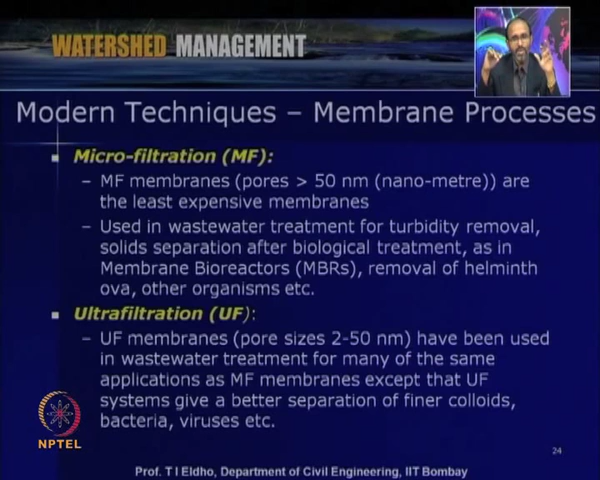 WATERSHED MANAGEMENT
Modern Techniques – Membrane Processes
▪ Micro-filtration (MF):
– MF membranes (pores > 50 nm (nano-metre)) are
the least expensive membranes
– Used in wastewater treatment for turbidity removal,
solids separation after biological treatment, as in
Membrane Bioreactors (MBRs), removal of helminth
ova, other organisms etc.
▪ Ultrafiltration (UF):
– UF membranes (pore sizes 2-50 nm) have been used
in wastewater treatment for many of the same
applications as MF membranes except that UF
systems give a better separation of finer colloids,
bacteria, viruses etc.
NPTEL
24
Prof. T I Eldho, Department of Civil Engineering, IIT Bombay